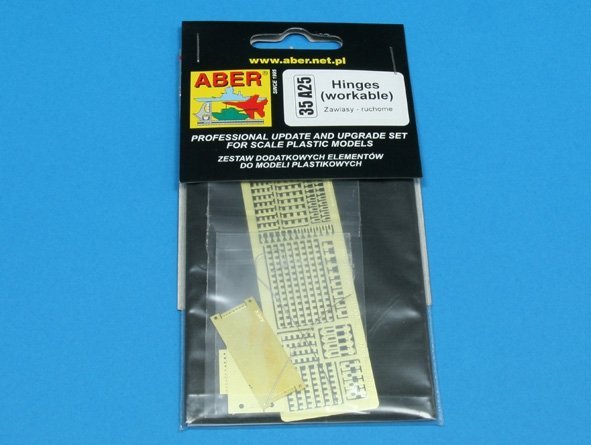 www.aber.net.pl
ABER®
SINCE 1995
35 A25
Hinges
(workable)
Zawiasy - ruchome
PROFESSIONAL UPDATE AND UPGRADE SET
FOR SCALE PLASTIC MODELS
ZESTAW DODATKOWYCH ELEMENTÓW
DO MODELI PLASTIKOWYCH